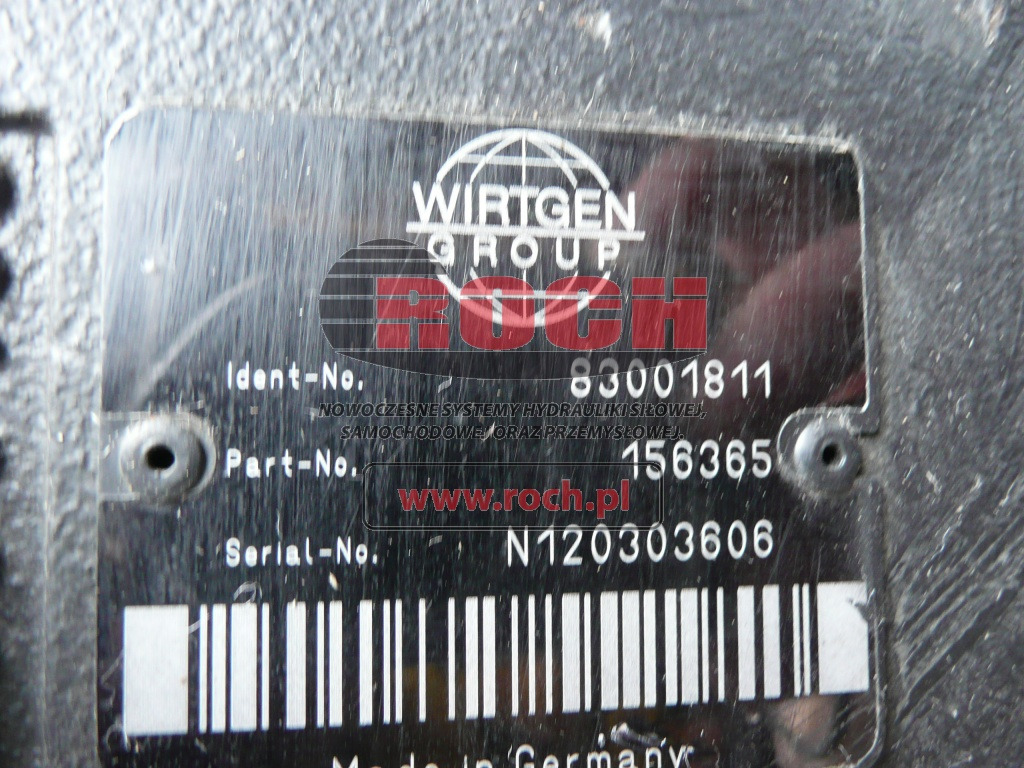 WIRTGEN
GROUP
ROCH
Ident-No. 83001811
NOWOCZESNE SYSTEMY HYDRAULIKI SIŁOWEJ,
SAMOCHODOWEJ ORAZ PRZEMYSŁOWEJ.
Part-No. 156365
www.roch.pl
Serial-No. N120303606
Made in Germany